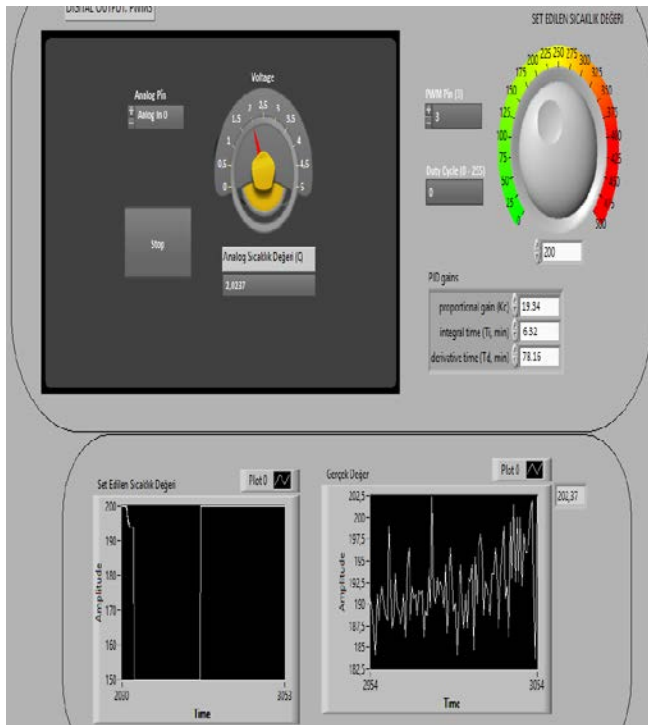 DIGITAL OUTPUT: PWM3
SET EDILEN SICAKLIK DEĞERİ
Analog Pin
Analog In 0
Voltage
0
0.5
1
1.5
2
2.5
3
3.5
4
4.5
5
Stop
Analog Sıcaklık Değeri (C)
2,0237
PWM Pin (3)
3
Duty Cycle (0 - 255)
0
0
25
50
75
100
125
150
175
200
225
250
275
300
325
350
375
400
425
450
475
500
200
PID gains
proportional gain (Kc)
19.34
integral time (Ti, min)
6.32
derivative time (Td, min)
78.16
Set Edilen Sıcaklık Değeri
Plot 0
Amplitude
200
190
180
170
160
150
2030
3053
Time
Gerçek Değer
Plot 0
202,37
Amplitude
202,5
200
197,5
195
192,5
190
187,5
185
182,5
2954
3054
Time